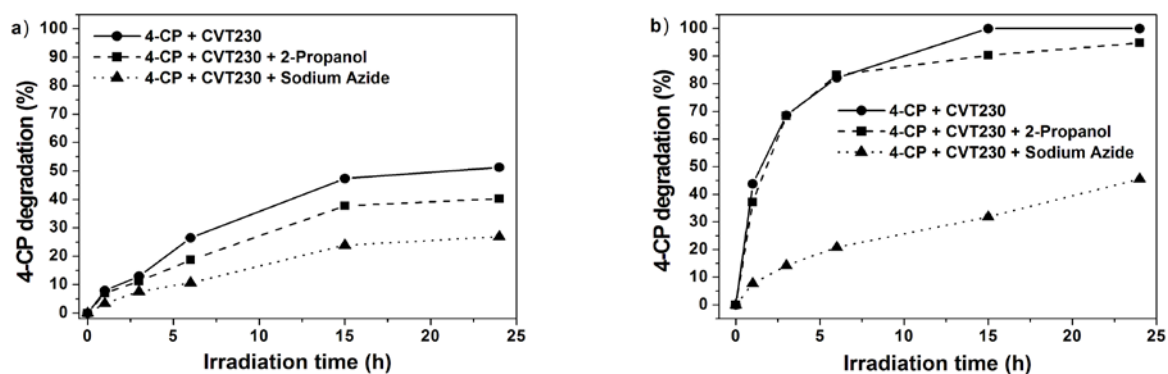 a)
4-CP + CVT230
4-CP + CVT230 + 2-Propanol
4-CP + CVT230 + Sodium Azide
4-CP degradation (%)
100
90
80
70
60
50
40
30
20
10
0
0 5 10 15 20 25
Irradiation time (h)
b)
4-CP + CVT230
4-CP + CVT230 + 2-Propanol
4-CP + CVT230 + Sodium Azide
4-CP degradation (%)
100
90
80
70
60
50
40
30
20
10
0
0 5 10 15 20 25
Irradiation time (h)